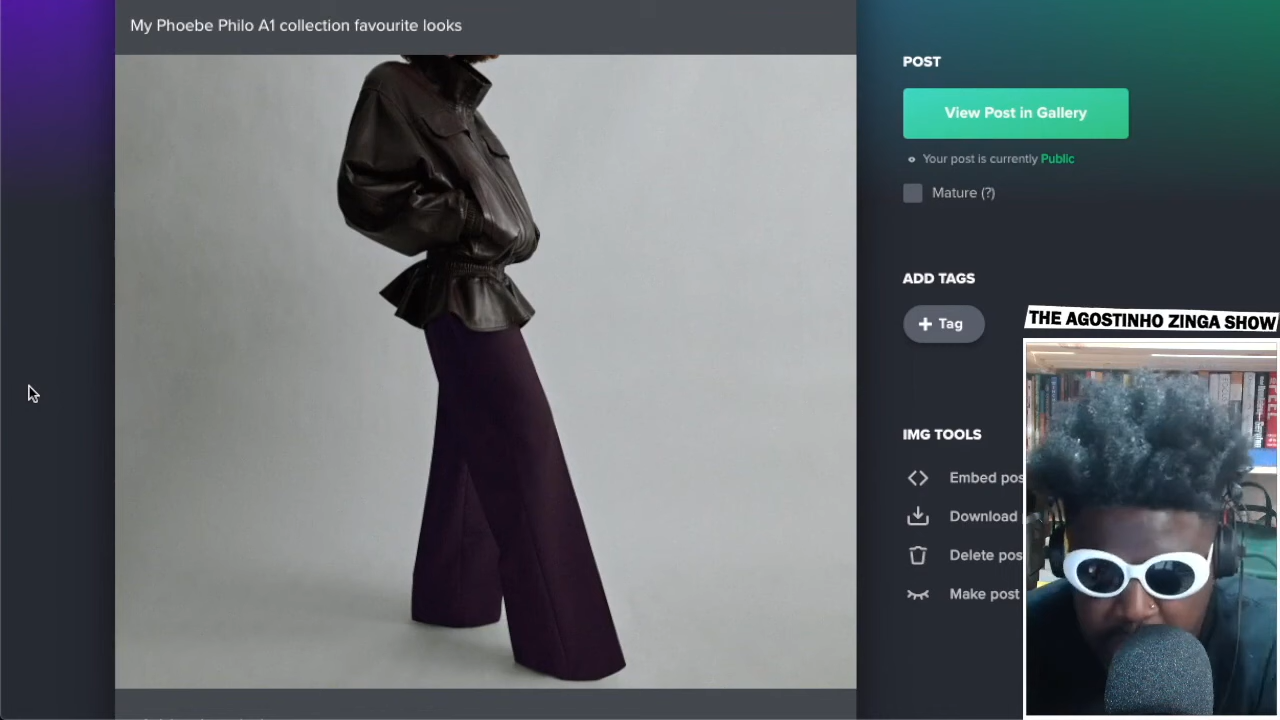 My Phoebe Philo A1 collection favourite looks
POST
View Post in Gallery
Your post is currently Public
Mature (?)
ADD TAGS
+ Tag
THE AGOSTINHO ZINGA SHOW
IMG TOOLS
Embed pos
Download
Delete pos
Make post